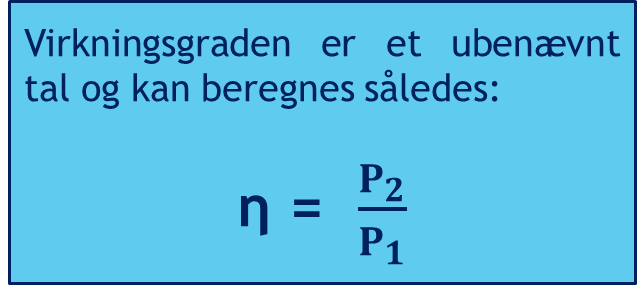 Virkningsgraden er et ubenævnt
tal og kan beregnes således:
η = P₂/P₁